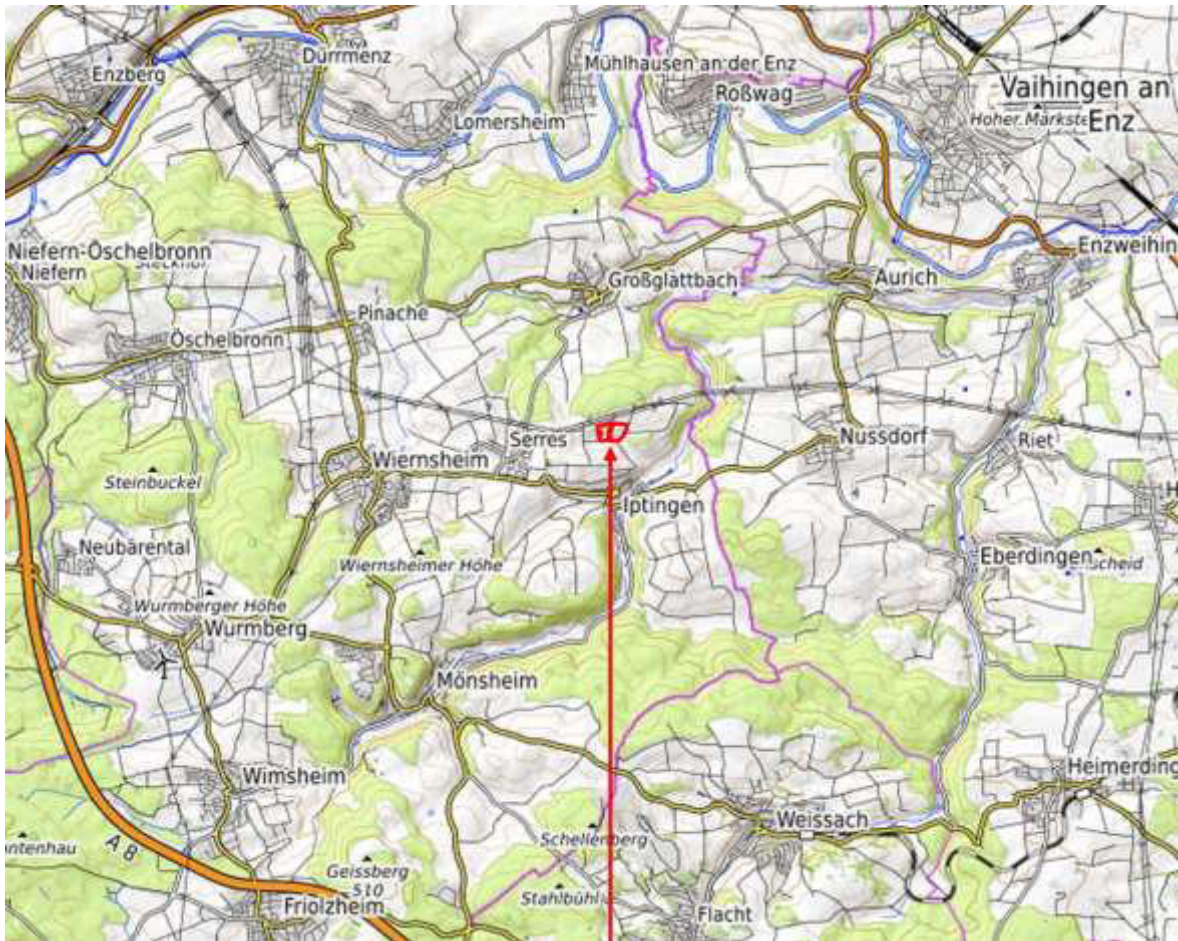 Enzberg
Dürrmenz
Mühlhausen an der Enz
Roßwag
Vaihingen an
Enz
Hoher Markste
Lomersheim
Niefern-Öschelbronn
Niefern
Großglattbach
Aurich
Enzweihin
Pinache
Öschelbronn
Serres
Nussdorf
Riet
Wiernsheim
Steinbuckel
Iptingen
H
Neubärental
Wiernsheimer Höhe
Eberdingen
scheid
Wurmberger Höhe
Wurmberg
Mönsheim
Wimsheim
Heimerding
Weissach
Schellenberg
antenhau
A 8
Geissberg
510
Stahlbühl
Friolzheim
Flacht